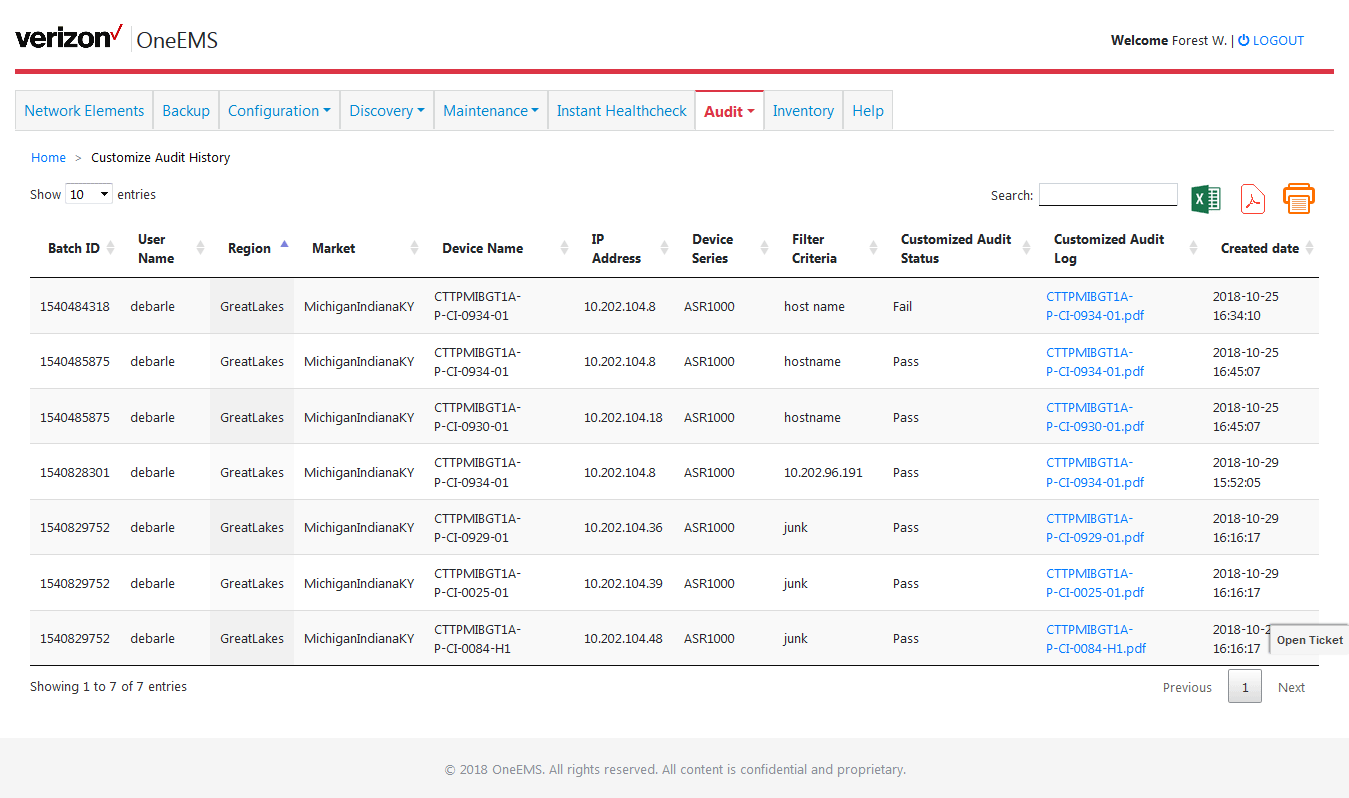 verizon OneEMS
Welcome Forest W. | LOGOUT
Network Elements Backup Configuration Discovery Maintenance Instant Healthcheck Audit Inventory Help
Home > Customize Audit History
Show 10 entries Search:
Batch ID User Name Region Market Device Name IP Address Device Series Filter Criteria Customized Audit Status Customized Audit Log Created date
1540484318 debarle GreatLakes MichiganIndianaKY CTTPMIBGT1A-P-CI-0934-01 10.202.104.8 ASR1000 host name Fail CTTPMIBGT1A-P-CI-0934-01.pdf 2018-10-25 16:34:10
1540485875 debarle GreatLakes MichiganIndianaKY CTTPMIBGT1A-P-CI-0934-01 10.202.104.8 ASR1000 hostname Pass CTTPMIBGT1A-P-CI-0934-01.pdf 2018-10-25 16:45:07
1540485875 debarle GreatLakes MichiganIndianaKY CTTPMIBGT1A-P-CI-0930-01 10.202.104.18 ASR1000 hostname Pass CTTPMIBGT1A-P-CI-0930-01.pdf 2018-10-25 16:45:07
1540828301 debarle GreatLakes MichiganIndianaKY CTTPMIBGT1A-P-CI-0934-01 10.202.104.8 ASR1000 10.202.96.191 Pass CTTPMIBGT1A-P-CI-0934-01.pdf 2018-10-29 15:52:05
1540829752 debarle GreatLakes MichiganIndianaKY CTTPMIBGT1A-P-CI-0929-01 10.202.104.36 ASR1000 junk Pass CTTPMIBGT1A-P-CI-0929-01.pdf 2018-10-29 16:16:17
1540829752 debarle GreatLakes MichiganIndianaKY CTTPMIBGT1A-P-CI-0025-01 10.202.104.39 ASR1000 junk Pass CTTPMIBGT1A-P-CI-0025-01.pdf 2018-10-29 16:16:17
1540829752 debarle GreatLakes MichiganIndianaKY CTTPMIBGT1A-P-CI-0084-H1 10.202.104.48 ASR1000 junk Pass CTTPMIBGT1A-P-CI-0084-H1.pdf 16:16:17
Open Ticket
Showing 1 to 7 of 7 entries Previous 1 Next
© 2018 OneEMS. All rights reserved. All content is confidential and proprietary.